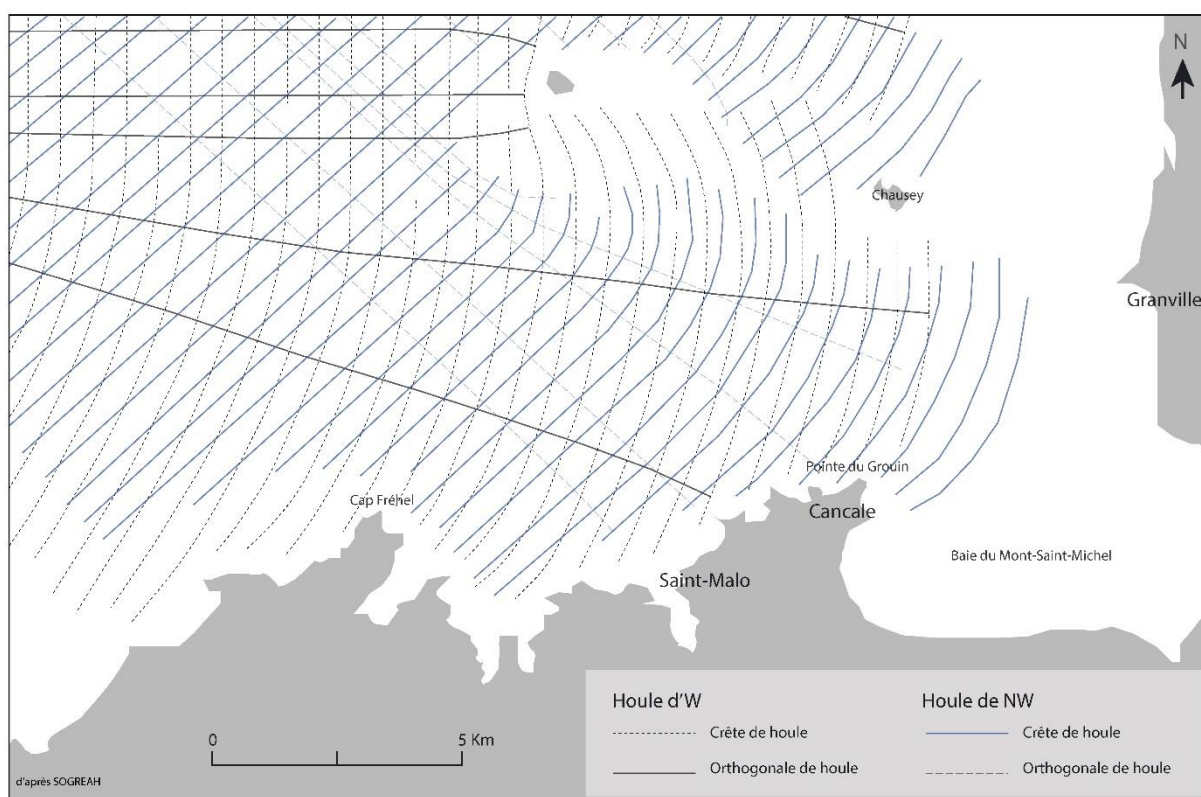 N
Chausey
Granville
Pointe du Grouin
Cap Fréhel
Cancale
Baie du Mont-Saint-Michel
Saint-Malo
Houle d'W
Houle de NW
Crête de houle
Crête de houle
Orthogonale de houle
Orthogonale de houle
0
5 Km
d'après SOGREAH